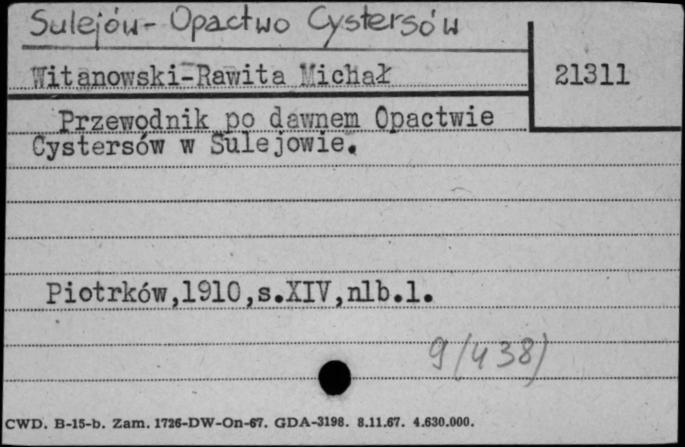 Sulejów - Opactwo Cystersów
Witanowski-Rawita Michał
21311
Przewodnik po dawnem Opactwie
Cystersów w Sulejowie.
Piotrków,1910,s.XIV,nlb.1.
9/438)
CWD. B-15-b. Zam. 1726-DW-On-67. GDA-3198. 8.11.67. 4.630.000.